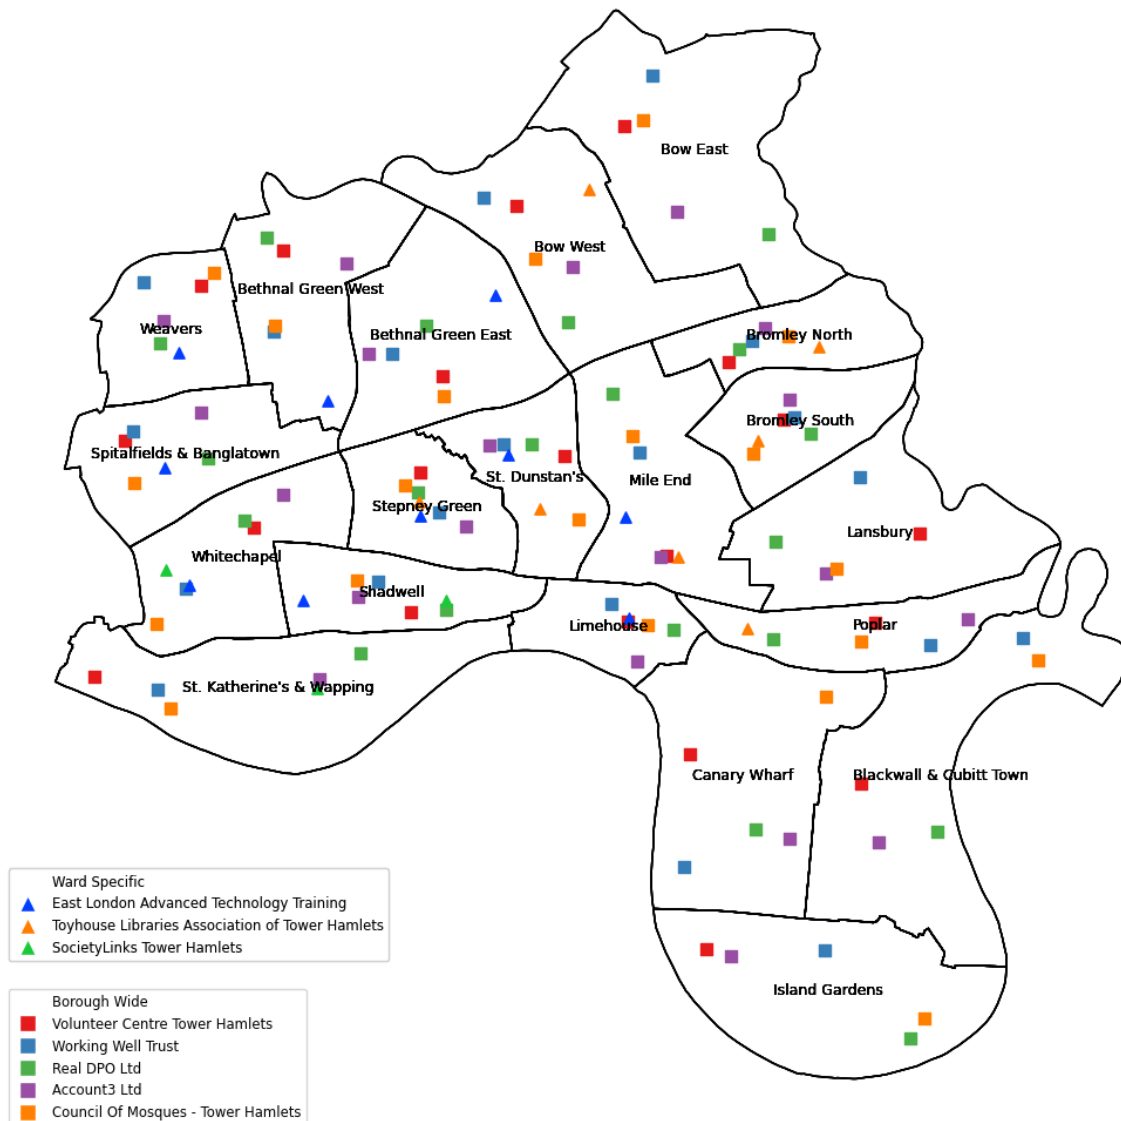 Bow East
Bow West
Bethnal Green West
Weavers
Bethnal Green East
Bromley North
Bromley South
Spitalfields & Banglatown
St. Dunstan's
Mile End
Stepney Green
Lansbury
Whitechapel
Shadwell
Limehouse
Poplar
St. Katherine's & Wapping
Canary Wharf
Blackwall & Cubitt Town
Island Gardens
Ward Specific
East London Advanced Technology Training
Toyhouse Libraries Association of Tower Hamlets
SocietyLinks Tower Hamlets
Borough Wide
Volunteer Centre Tower Hamlets
Working Well Trust
Real DPO Ltd
Account3 Ltd
Council Of Mosques - Tower Hamlets